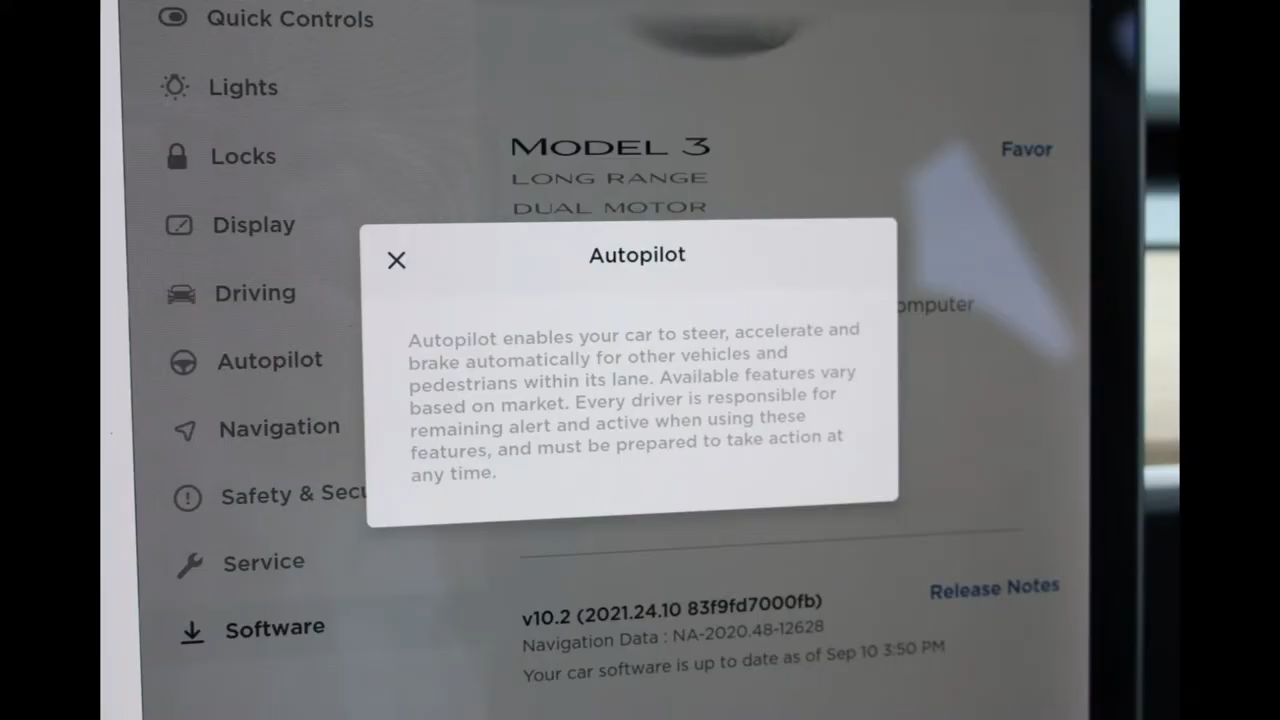 Quick Controls
Lights
Locks
Display
Driving
Autopilot
Navigation
Safety & Secu
Service
Software
MODEL 3
LONG RANGE
DUAL MOTOR
Favor
omputer
Autopilot
Autopilot enables your car to steer, accelerate and
brake automatically for other vehicles and
pedestrians within its lane. Available features vary
based on market. Every driver is responsible for
remaining alert and active when using these
features, and must be prepared to take action at
any time.
v10.2 (2021.24.10 83f9fd7000fb)
Release Notes
Navigation Data : NA-2020.48-12628
Your car software is up to date as of Sep 10 3:50 PM